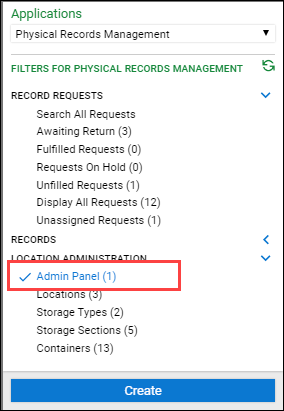 Applications
Physical Records Management
FILTERS FOR PHYSICAL RECORDS MANAGEMENT
RECORD REQUESTS
Search All Requests
Awaiting Return (3)
Fulfilled Requests (0)
Requests On Hold (0)
Unfilled Requests (1)
Display All Requests (12)
Unassigned Requests (1)
RECORDS
LOCATION ADMINISTRATION
Admin Panel (1)
Locations (3)
Storage Types (2)
Storage Sections (5)
Containers (13)
Create